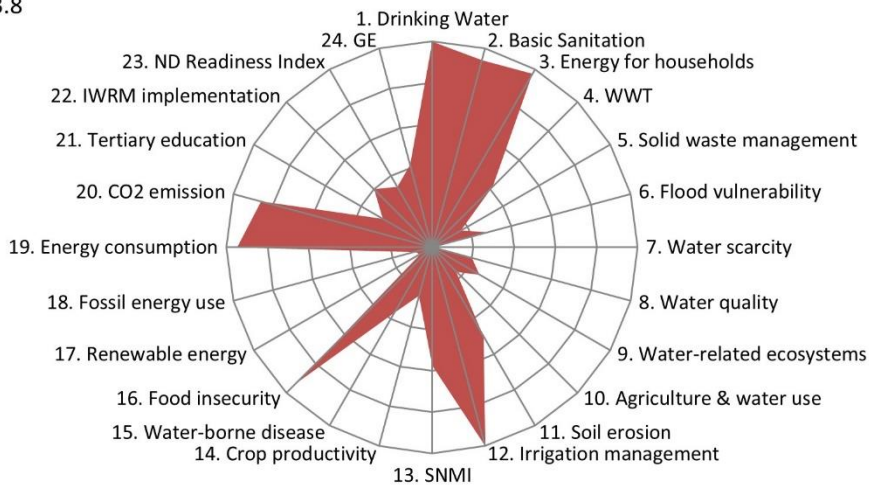 3.8
1. Drinking Water
2. Basic Sanitation
3. Energy for households
4. WWT
5. Solid waste management
6. Flood vulnerability
7. Water scarcity
8. Water quality
9. Water-related ecosystems
10. Agriculture & water use
11. Soil erosion
12. Irrigation management
13. SNMI
14. Crop productivity
15. Water-borne disease
16. Food insecurity
17. Renewable energy
18. Fossil energy use
19. Energy consumption
20. CO2 emission
21. Tertiary education
22. IWRM implementation
23. ND Readiness Index
24. GE